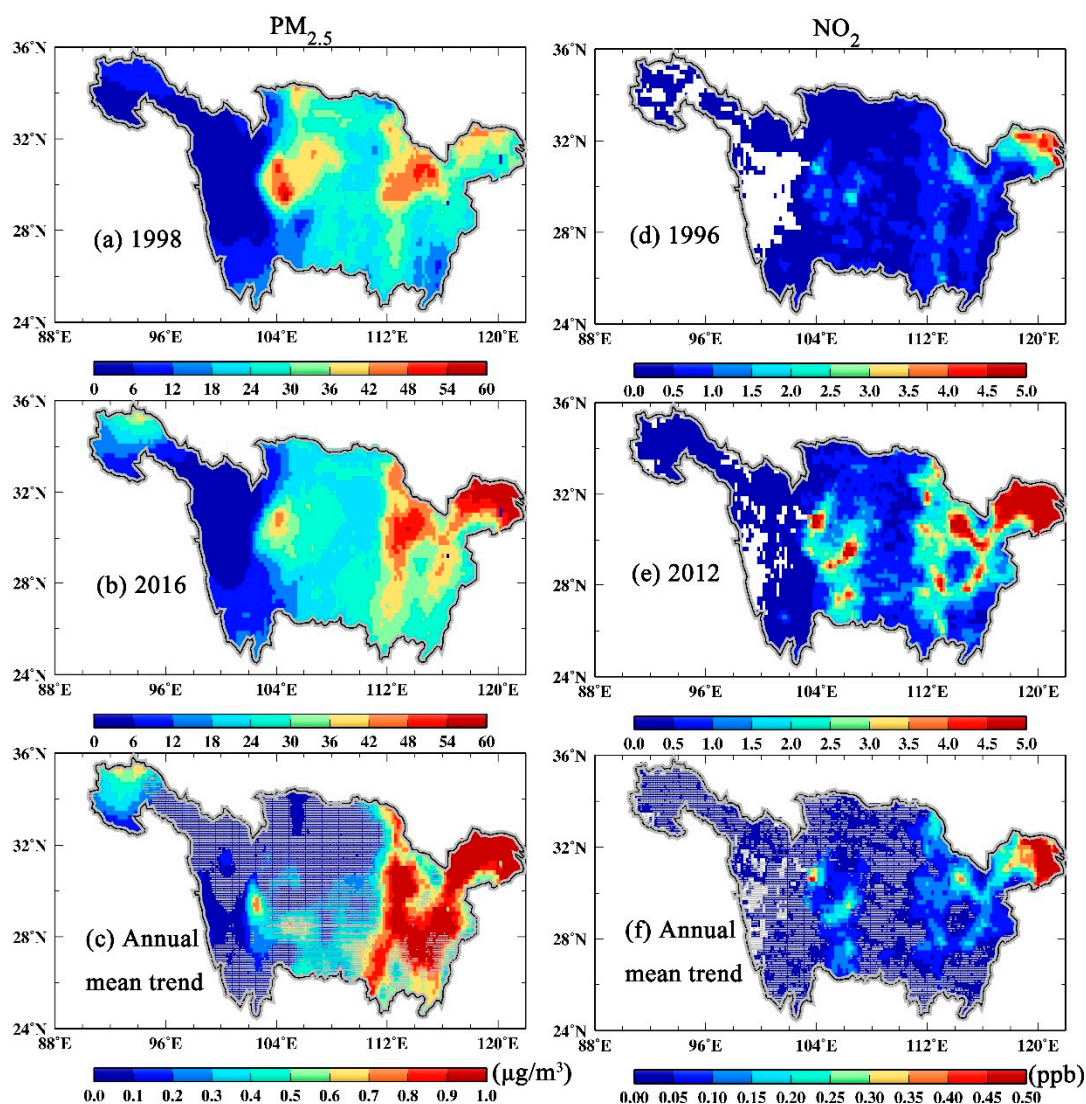 PM2.5
NO2
36°N
32°N
28°N
24°N
(a) 1998
88°E 96°E 104°E 112°E 120°E
0 6 12 18 24 30 36 42 48 54 60
36°N
32°N
28°N
24°N
(d) 1996
88°E 96°E 104°E 112°E 120°E
0.0 0.5 1.0 1.5 2.0 2.5 3.0 3.5 4.0 4.5 5.0
36°N
32°N
28°N
24°N
(b) 2016
88°E 96°E 104°E 112°E 120°E
0 6 12 18 24 30 36 42 48 54 60
36°N
32°N
28°N
24°N
(e) 2012
88°E 96°E 104°E 112°E 120°E
0.0 0.5 1.0 1.5 2.0 2.5 3.0 3.5 4.0 4.5 5.0
36°N
32°N
28°N
24°N
(c) Annual
mean trend
88°E 96°E 104°E 112°E 120°E
0.0 0.1 0.2 0.3 0.4 0.5 0.6 0.7 0.8 0.9 1.0
(µg/m³)
36°N
32°N
28°N
24°N
(f) Annual
mean trend
88°E 96°E 104°E 112°E 120°E
0.00 0.05 0.10 0.15 0.20 0.25 0.30 0.35 0.40 0.45 0.50
(ppb)